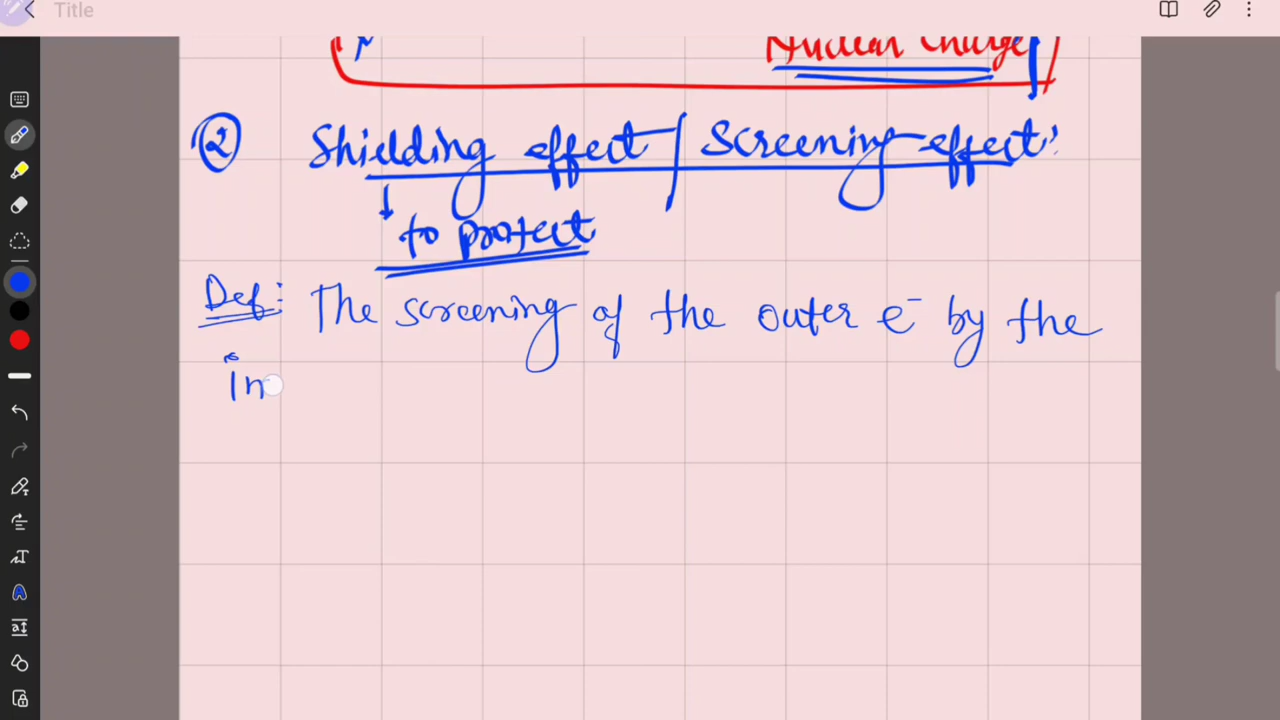 Title
Nuclear Charge
② Shielding effect / Screening effect:
↓
to protect
Def: The screening of the outer e⁻ by the
in